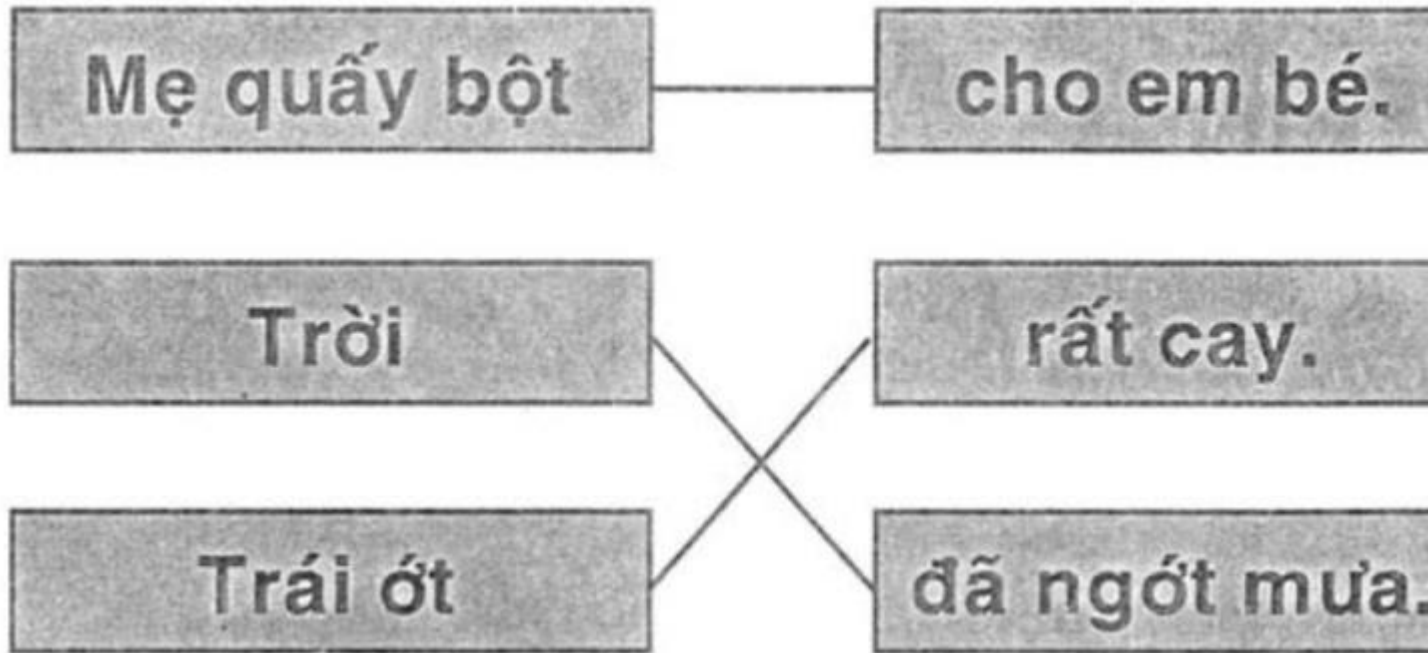 Mẹ quấy bột
cho em bé.
Trời
rất cay.
Trái ớt
đã ngớt mưa.